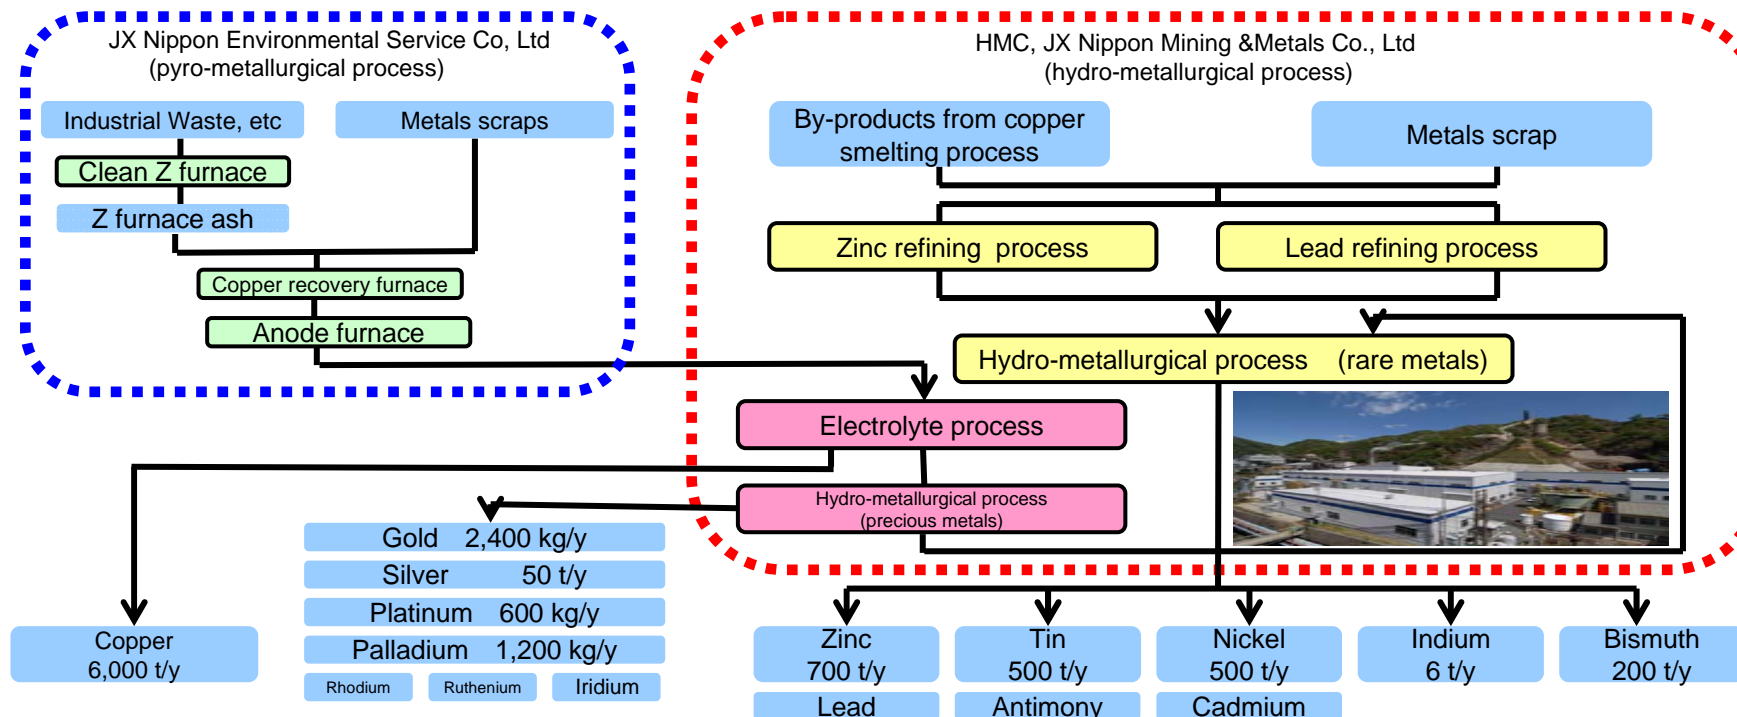 JX Nippon Environmental Service Co, Ltd
(pyro-metallurgical process)
Industrial Waste, etc
Metals scraps
Clean Z furnace
Z furnace ash
Copper recovery furnace
Anode furnace
HMC, JX Nippon Mining &Metals Co., Ltd
(hydro-metallurgical process)
By-products from copper
smelting process
Metals scrap
Zinc refining process
Lead refining process
Hydro-metallurgical process (rare metals)
Electrolyte process
Hydro-metallurgical process
(precious metals)
Gold 2,400 kg/y
Silver 50 t/y
Platinum 600 kg/y
Palladium 1,200 kg/y
Rhodium
Ruthenium
Iridium
Copper
6,000 t/y
Zinc
700 t/y
Tin
500 t/y
Nickel
500 t/y
Indium
6 t/y
Bismuth
200 t/y
Lead
Antimony
Cadmium